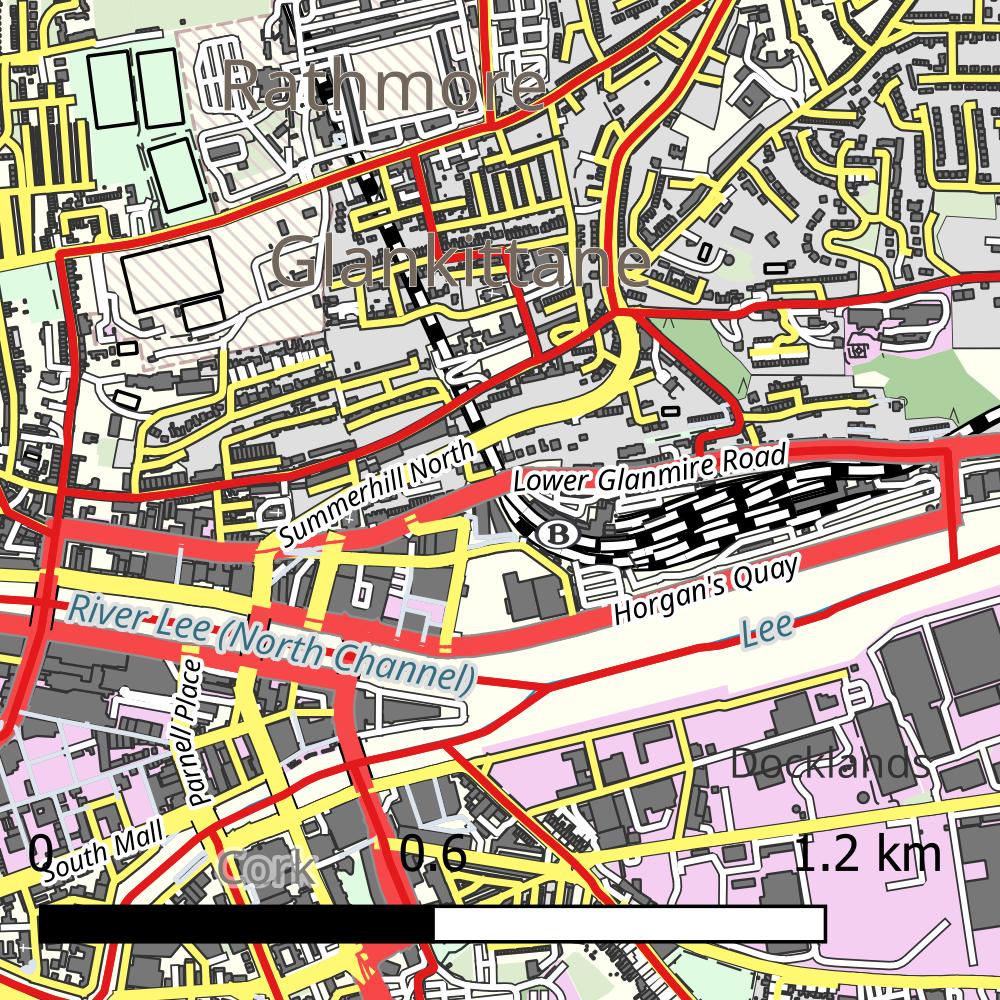 Rathmore
Glankittane
Summerhill North
Lower Glanmire Road
B
Horgan's Quay
River Lee (North Channel)
Lee
Parnell Place
Docklands
South Mall
Cork
0 0.6 1.2 km